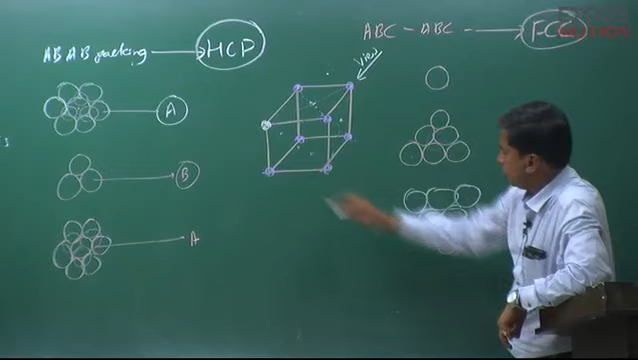 ABAB packing → HCP
ABC - ABC → FCC
View
A
B
A